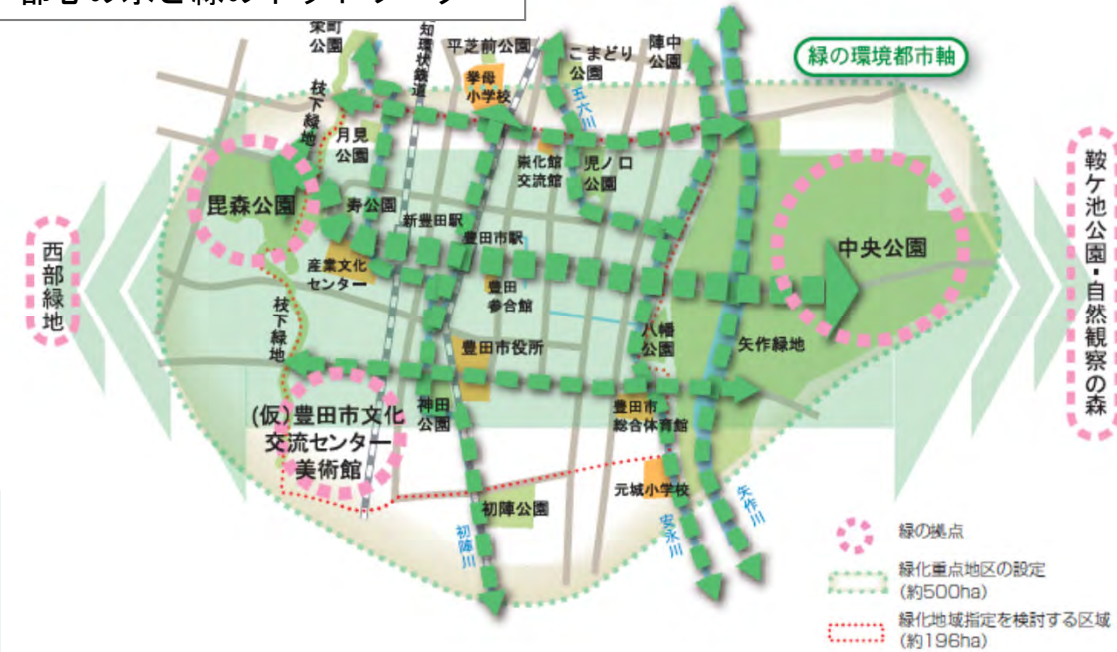 栄町
公園
知環状鉄道
平芝前公園
挙母
小学校
こまどり
公園
五六川
陣中
公園
緑の環境都市軸
枝下緑地
月見
公園
崇化館
交流館
児ノ口
公園
毘森公園
寿公園
新豊田駅
豊田市駅
中央公園
西部緑地
鞍ケ池公園・自然観察の森
産業文化
センター
豊田
参合館
枝下緑地
八幡
公園
矢作緑地
豊田市役所
(仮)豊田市文化
交流センター
美術館
神田
公園
豊田市
総合体育館
元城小学校
初陣公園
初陣川
安永川
矢作川
緑の拠点
緑化重点地区の設定
(約500ha)
緑化地域指定を検討する区域
(約196ha)